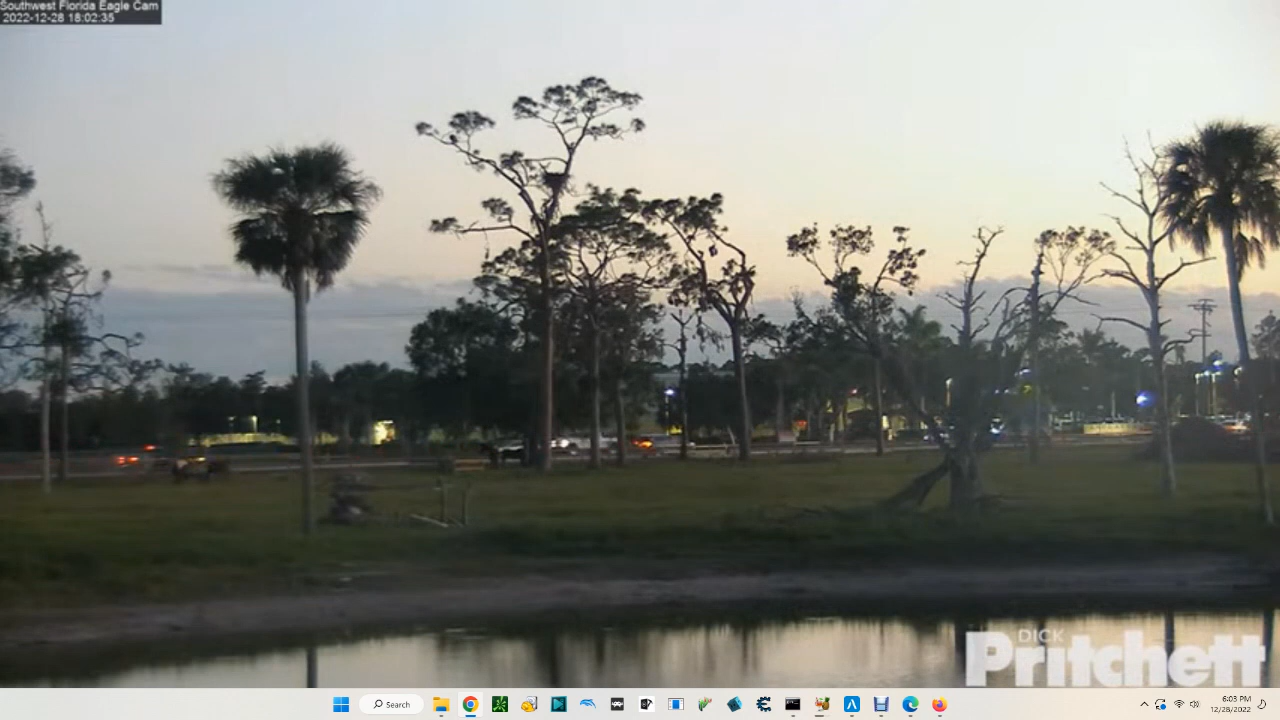 Southwest Florida Eagle Cam
2022-12-28 18:02:35
DICK
Pritchett
Search
6:03 PM
12/28/2022